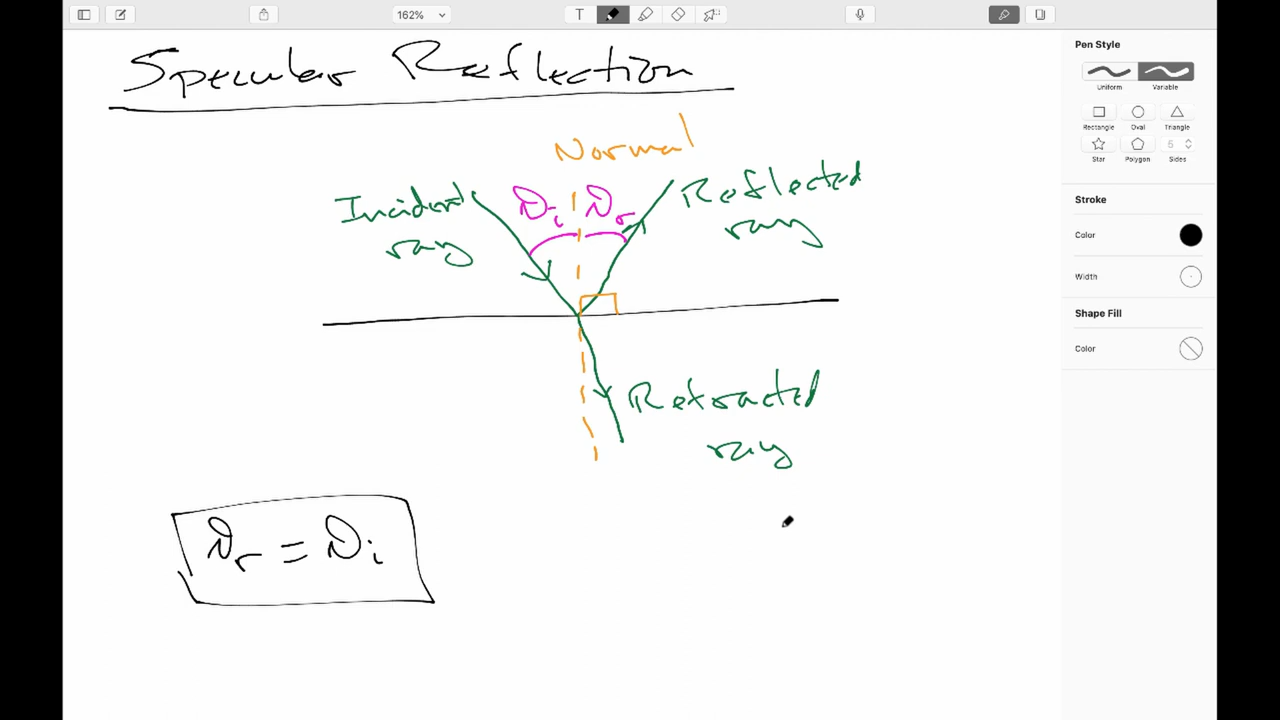 162%
T
Specular Reflection
Normal
Incident ϑi ϑr Reflected
ray ray
Refracted
ray
ϑr = ϑi
Pen Style
Uniform Variable
Rectangle Oval Triangle
6
Star Polygon Sides
Stroke
Color
Width
Shape Fill
Color